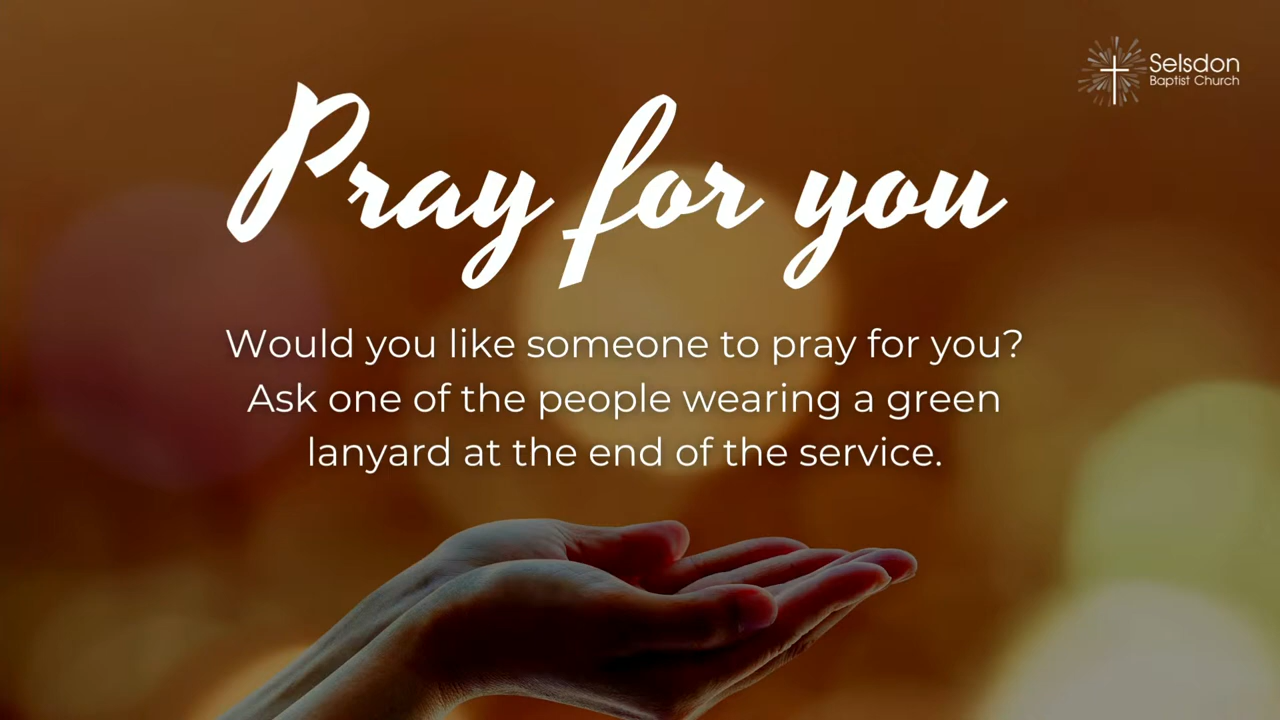 Selsdon
Baptist Church
Pray for you
Would you like someone to pray for you?
Ask one of the people wearing a green
lanyard at the end of the service.